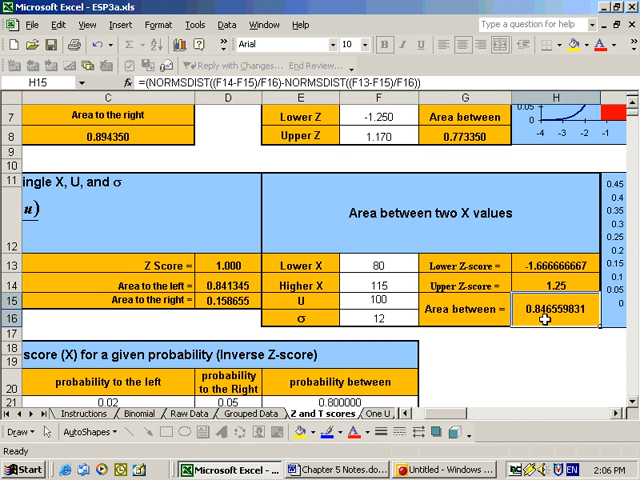 Microsoft Excel - ESP3a.xls
File Edit View Insert Format Tools Data Window Help
Type a question for help
Arial 10 B
Reply with Changes... End Review...
H15 =(NORMSDIST((F14-F15)/F16)-NORMSDIST((F13-F15)/F16))
C D E F G H
7 Area to the right Lower Z -1.250 Area between 0.05
8 0.894350 Upper Z 1.170 0.773350 -4 -3 -2 -1
9
10
11 ingle X, U, and σ 0.45
0.4
u) Area between two X values 0.35
0.3
12 0.25
0.2
13 Z Score = 1.000 Lower X 80 Lower Z-score = -1.666666667 0.15
14 Area to the left = 0.841345 Higher X 115 Upper Z-score = 1.25 0.1
15 Area to the right = 0.158655 U 100 Area between = 0.846559831 0.05
16 σ 12 0
17
18 score (X) for a given probability (Inverse Z-score)
19
20 probability to the left probability to the Right probability between
21 0.02 0.05 0.800000
Instructions Binomial Raw Data Grouped Data Z and T scores One U
Draw AutoShapes
Start Microsoft Excel - ESP... Chapter 5 Notes.do... Untitled - Windows ... EN 2:06 PM